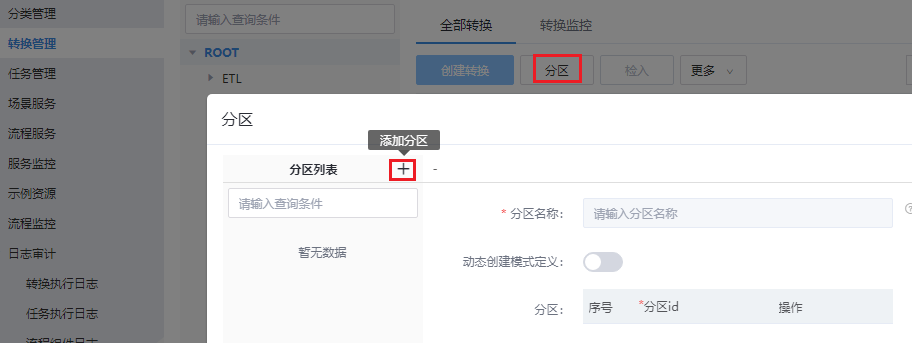 分类管理
转换管理
任务管理
场景服务
流程服务
服务监控
示例资源
流程监控
日志审计
转换执行日志
任务执行日志
流程组件日志
请输入查询条件
ROOT
ETL
全部转换 转换监控
创建转换 分区 检入 更多
分区
添加分区
分区列表 + -
请输入查询条件
暂无数据
* 分区名称: 请输入分区名称
动态创建模式定义:
分区: 序号 *分区id 操作